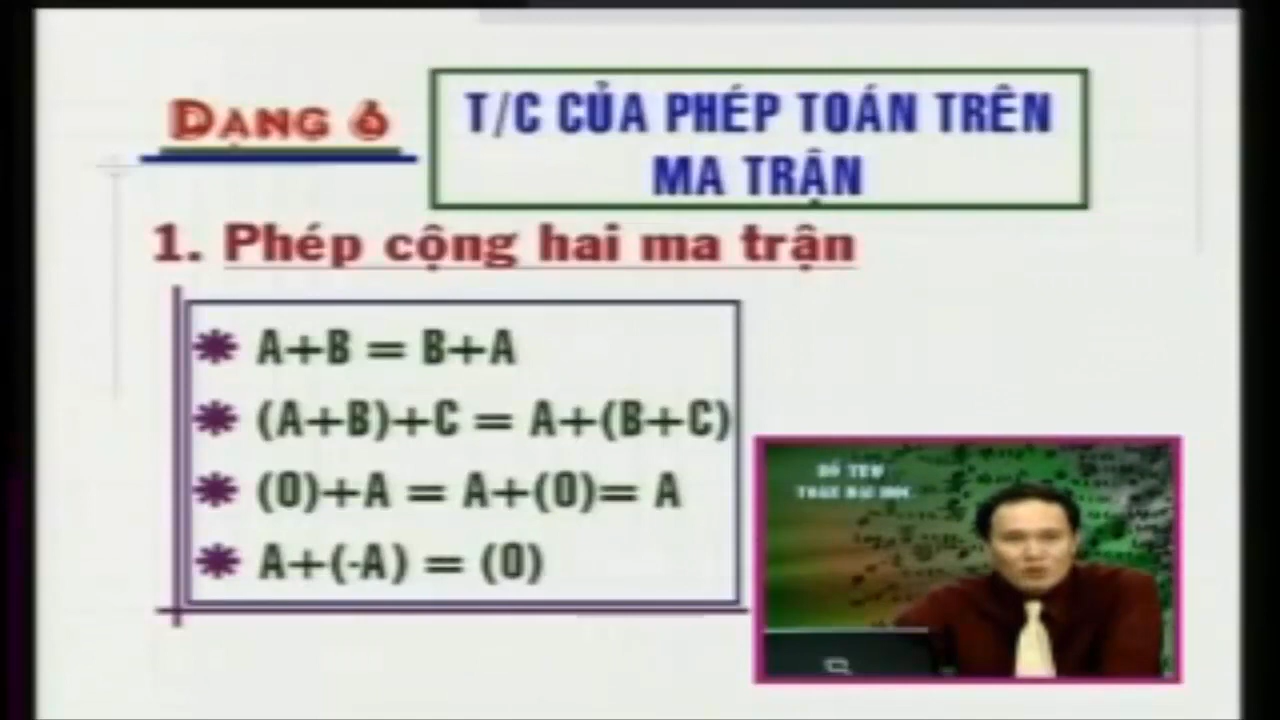 DẠNG 6
T/C CỦA PHÉP TOÁN TRÊN
MA TRẬN
1. Phép cộng hai ma trận
A+B = B+A
(A+B)+C = A+(B+C)
(0)+A = A+(0)= A
A+(-A) = (0)